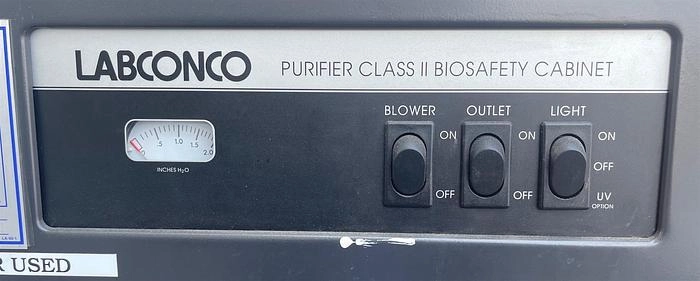 LABCONCO PURIFIER CLASS II BIOSAFETY CABINET
BLOWER OUTLET LIGHT
ON ON ON
0 .5 1.0 1.5 2.0
INCHES H₂O
OFF
OFF OFF UV
OPTION
R USED